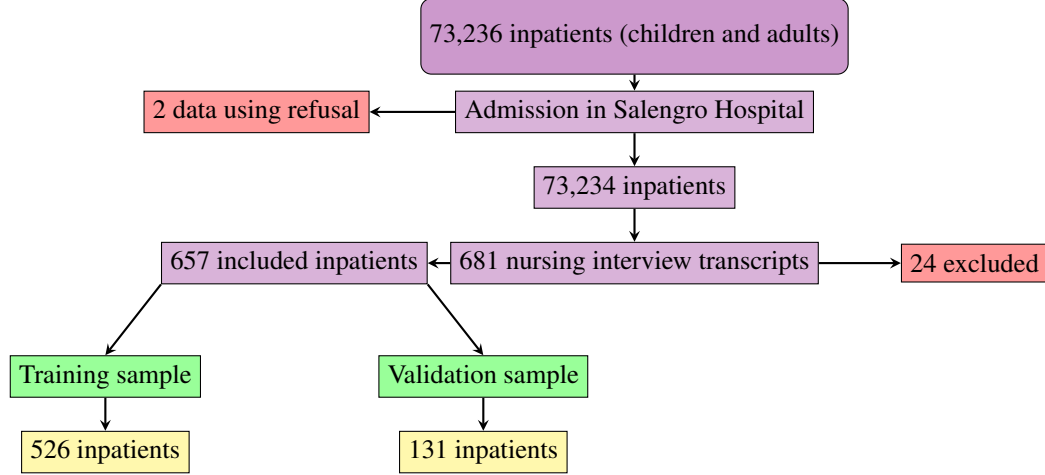 73,236 inpatients (children and adults)
2 data using refusal
Admission in Salengro Hospital
73,234 inpatients
657 included inpatients
681 nursing interview transcripts
24 excluded
Training sample
Validation sample
526 inpatients
131 inpatients